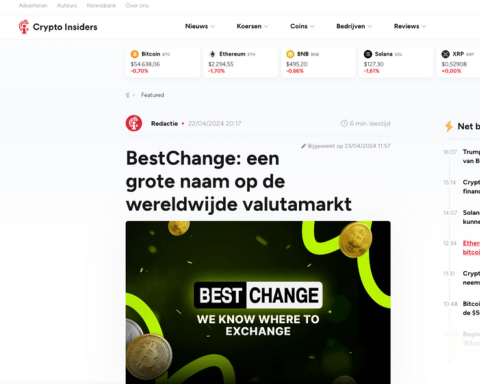 Adverteren Auteurs Kennisbank Over ons
Crypto Insiders
Nieuws Koersen Coins Bedrijven Reviews
Bitcoin BTC
$54.638,06
-0,70%
Ethereum ETH
$2.294,55
-1,70%
BNB BNB
$495,20
-0,88%
Solana SOL
$127,30
-1,61%
XRP XRP
$0,52908
+0,00%
Featured
Redactie • 22/04/2024 20:17
6 min. leestijd
Bijgewerkt op 23/04/2024 11:57
BestChange: een
grote naam op de
wereldwijde valutamarkt
BEST CHANGE
WE KNOW WHERE TO
EXCHANGE
Net b
16:07 Trump
van B
15:14 Crypt
financ
14:07 Solan
kunne
12:34 Ether
bitcoi
11:31 Crypt
neem
10:48 Bitco
de $5
Begin
"Bitco